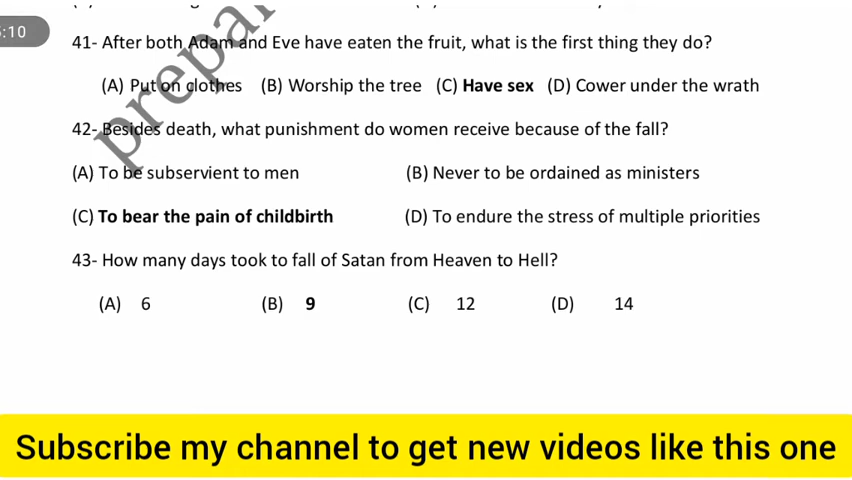 :10
41- After both Adam and Eve have eaten the fruit, what is the first thing they do?
(A) Put on clothes (B) Worship the tree (C) Have sex (D) Cower under the wrath
42- Besides death, what punishment do women receive because of the fall?
(A) To be subservient to men (B) Never to be ordained as ministers
(C) To bear the pain of childbirth (D) To endure the stress of multiple priorities
43- How many days took to fall of Satan from Heaven to Hell?
(A) 6 (B) 9 (C) 12 (D) 14
Subscribe my channel to get new videos like this one